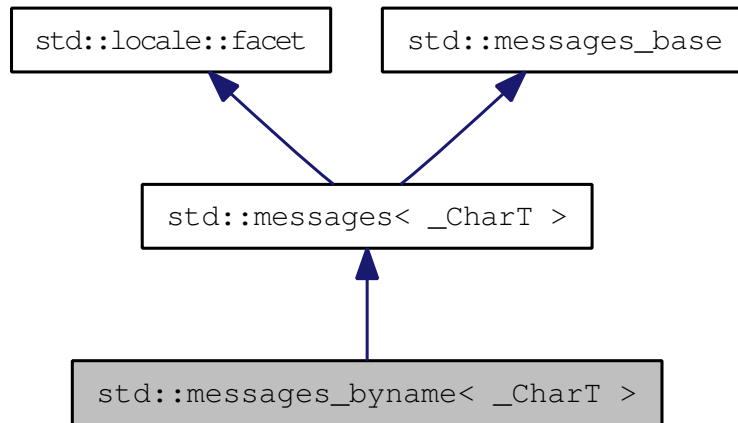 std::locale::facet
std::messages_base
std::messages< _CharT >
std::messages_byname< _CharT >